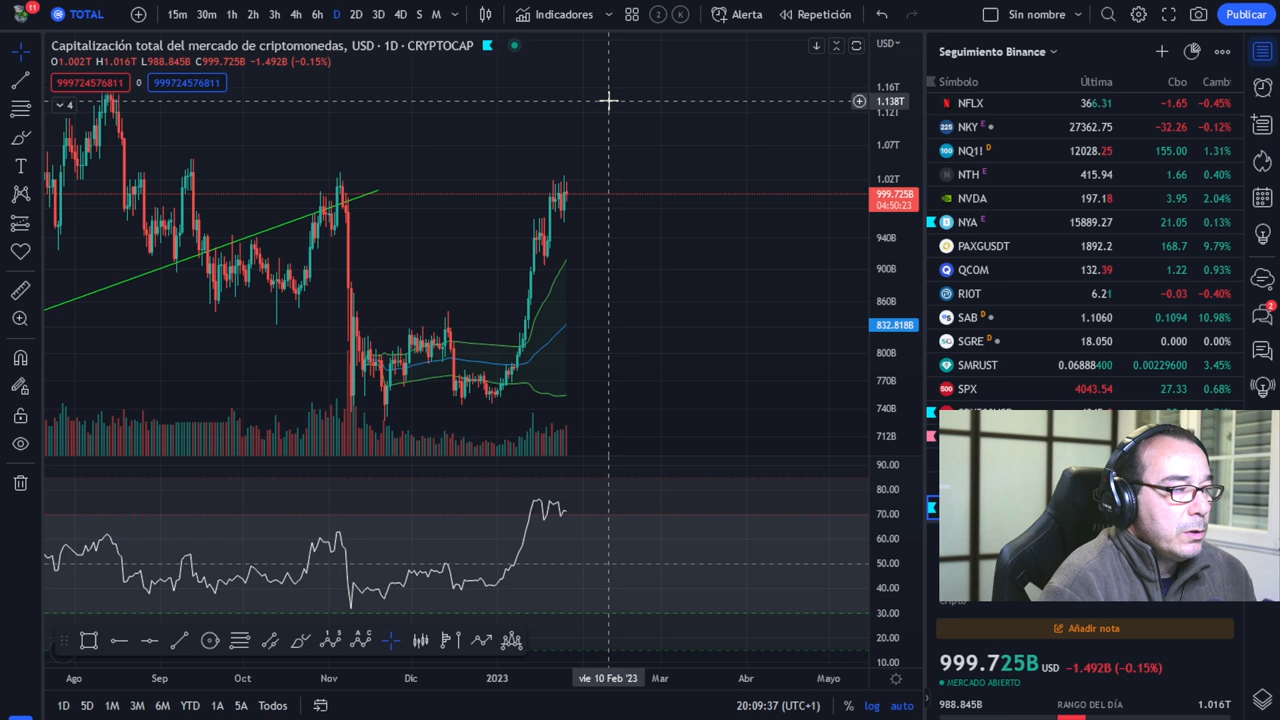 11
TOTAL
15m 30m 1h 2h 3h 4h 6h D 2D 3D 4D S M
Indicadores
2 K
Alerta
Repetición
Sin nombre
Publicar
Capitalización total del mercado de criptomonedas, USD · 1D · CRYPTOCAP
O1.002T H1.016T L988.845B C999.725B −1.492B (−0.15%)
999724576811 0 999724576811
4
USD
1.16T
1.138T
1.12T
1.07T
1.02T
999.725B
04:50:23
940B
900B
860B
832.818B
800B
770B
740B
712B
90.00
80.00
70.00
60.00
50.00
40.00
30.00
20.00
10.00
Ago Sep Oct Nov Dic 2023 vie 10 Feb '23 Mar Abr Mayo
1D 5D 1M 3M 6M YTD 1A 5A Todos
20:09:37 (UTC+1) % log auto
Seguimiento Binance
Símbolo Última Cbo Camb
NFLX 366.31 −1.65 −0.45%
NKY E 27362.75 −32.26 −0.12%
NQ1! D 12028.25 155.00 1.31%
NTH E 415.94 1.66 0.40%
NVDA 197.18 3.95 2.04%
NYA E 15889.27 21.05 0.13%
PAXGUSDT 1892.2 168.7 9.79%
QCOM 132.39 1.22 0.93%
RIOT 6.21 −0.03 −0.40%
SAB D 1.1060 0.1094 10.98%
SGRE D 18.050 0.000 0.00%
SMRUST 0.06888400 0.00229600 3.45%
SPX 4043.54 27.33 0.68%
2
Añadir nota
999.725B USD −1.492B (−0.15%)
MERCADO ABIERTO
988.845B RANGO DEL DÍA 1.016T